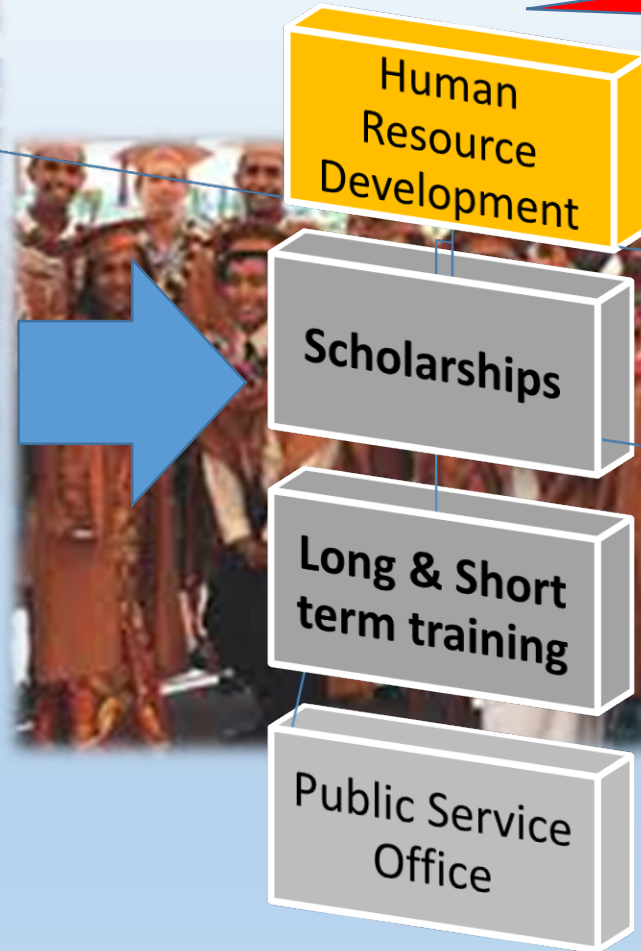 Human
Resource
Development
Scholarships
Long & Short
term training
Public Service
Office